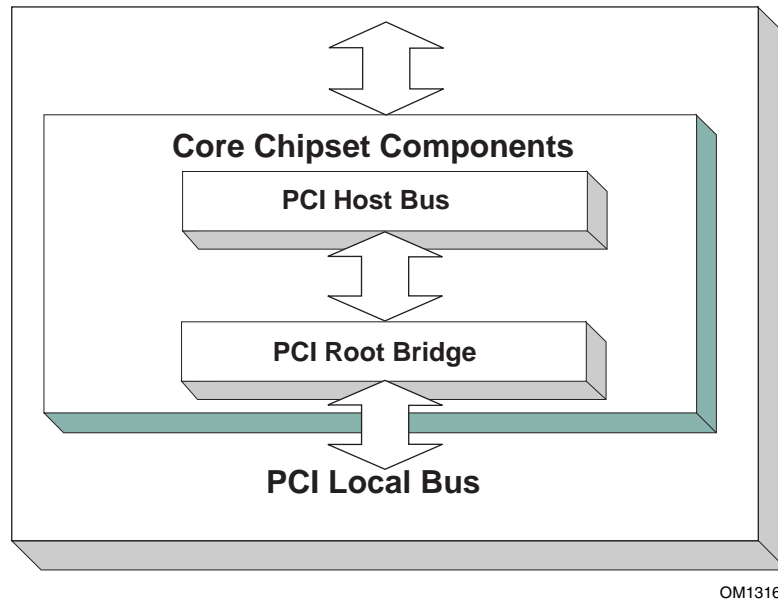 Core Chipset Components
PCI Host Bus
PCI Root Bridge
PCI Local Bus
OM1316